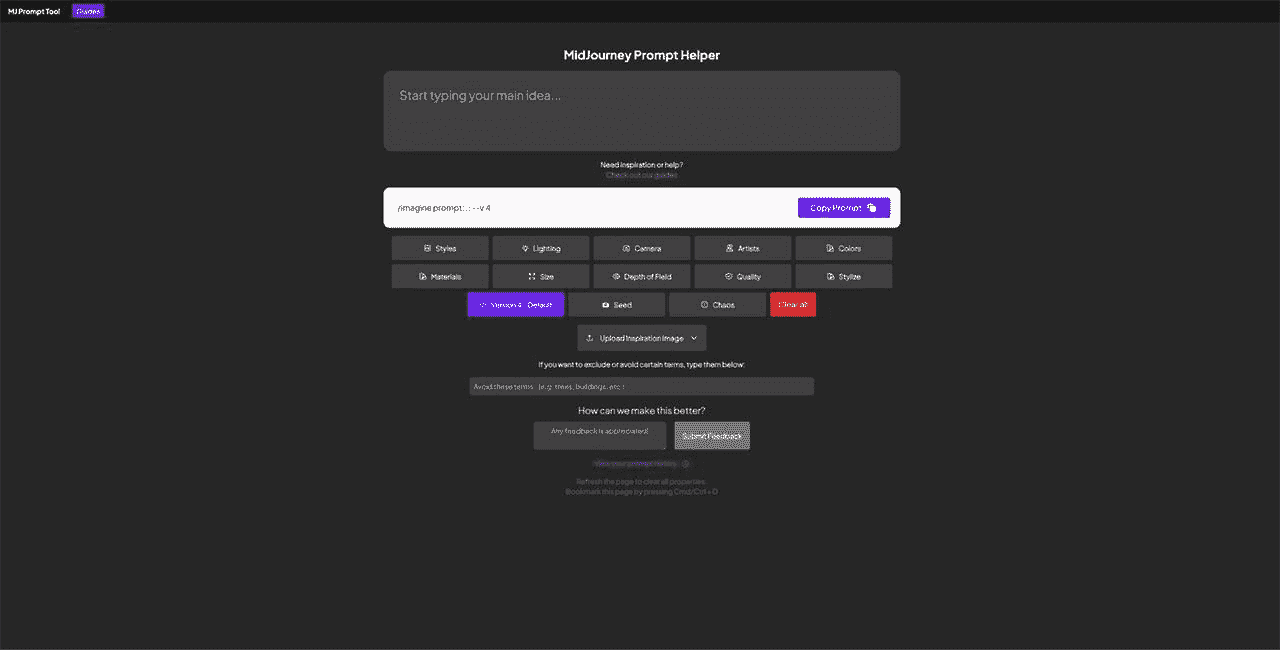 MJ Prompt Tool Guides
MidJourney Prompt Helper
Start typing your main idea...
Need inspiration or help?
Check out our guides
/imagine prompt: .: --v 4 Copy Prompt
Styles Lighting Camera Artists Colors
Materials Size Depth of Field Quality Stylize
Version 4 - Default Seed Chaos Clear all
Upload Inspiration Image
If you want to exclude or avoid certain terms, type them below:
Avoid these terms. (e.g. trees, buildings, etc.)
How can we make this better?
Any feedback is appreciated! Submit Feedback
View your prompt history
Refresh the page to clear all properties.
Bookmark this page by pressing Cmd/Ctrl + D